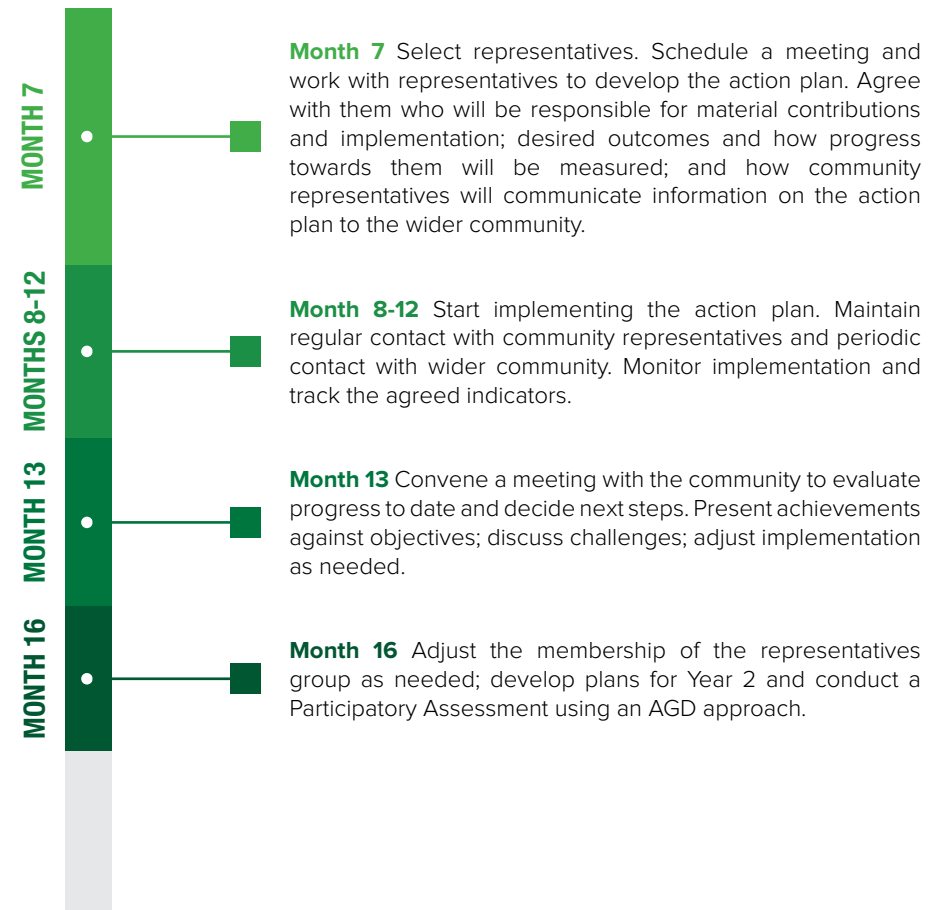 MONTH 7
Month 7 Select representatives. Schedule a meeting and
work with representatives to develop the action plan. Agree
with them who will be responsible for material contributions
and implementation; desired outcomes and how progress
towards them will be measured; and how community
representatives will communicate information on the action
plan to the wider community.
MONTHS 8-12
Month 8-12 Start implementing the action plan. Maintain
regular contact with community representatives and periodic
contact with wider community. Monitor implementation and
track the agreed indicators.
MONTH 13
Month 13 Convene a meeting with the community to evaluate
progress to date and decide next steps. Present achievements
against objectives; discuss challenges; adjust implementation
as needed.
MONTH 16
Month 16 Adjust the membership of the representatives
group as needed; develop plans for Year 2 and conduct a
Participatory Assessment using an AGD approach.